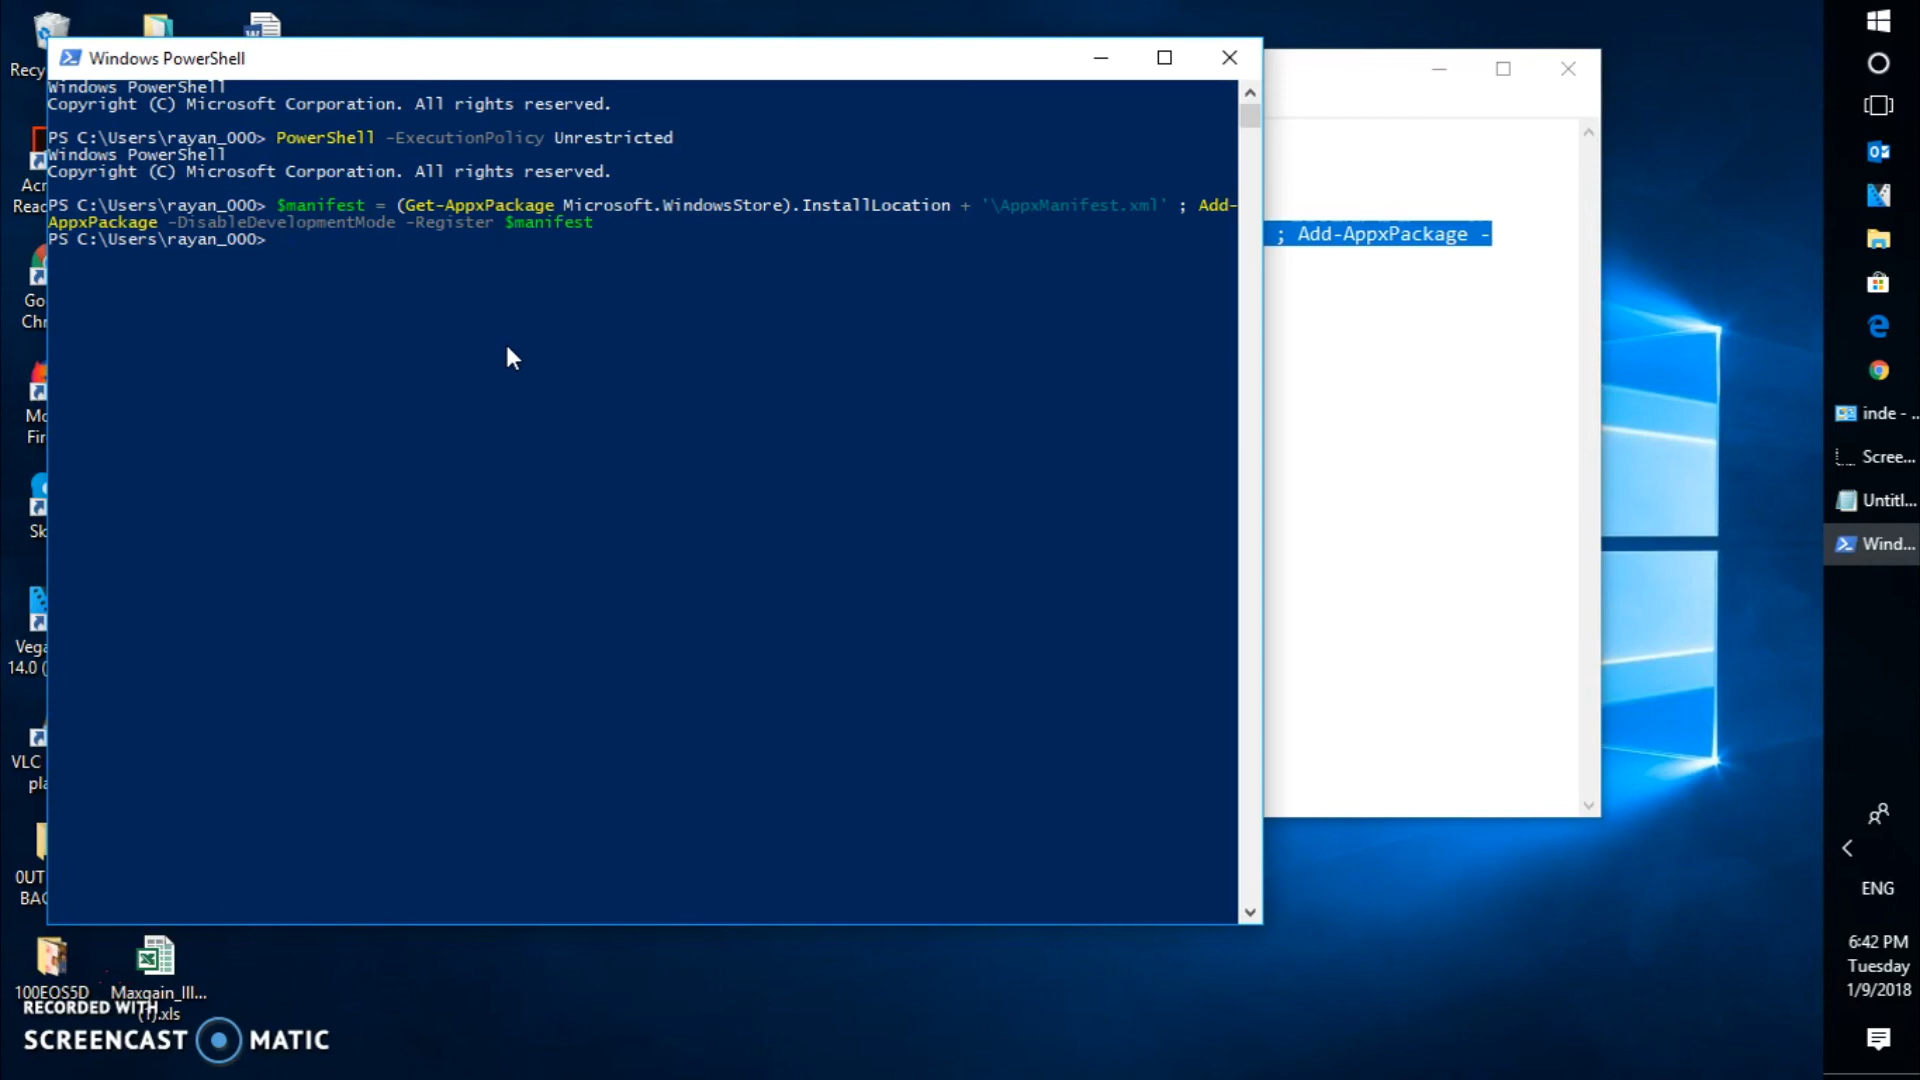 Windows PowerShell
Windows PowerShell
Copyright (C) Microsoft Corporation. All rights reserved.
PS C:\Users\rayan_000> PowerShell -ExecutionPolicy Unrestricted
Windows PowerShell
Copyright (C) Microsoft Corporation. All rights reserved.
PS C:\Users\rayan_000> $manifest = (Get-AppxPackage Microsoft.WindowsStore).InstallLocation + '\AppxManifest.xml' ; Add-
AppxPackage -DisableDevelopmentMode -Register $manifest
PS C:\Users\rayan_000>
; Add-AppxPackage -
Recy
Acr
Reac
Go
Chr
Mo
Fir
Sk
Vega
14.0 (
VLC
pla
OUT
BAC
100EOS5D
Maxgain_III...
(1).xls
RECORDED WITH
SCREENCAST MATIC
inde - ...
Scree...
Untitl...
Wind...
ENG
6:42 PM
Tuesday
1/9/2018